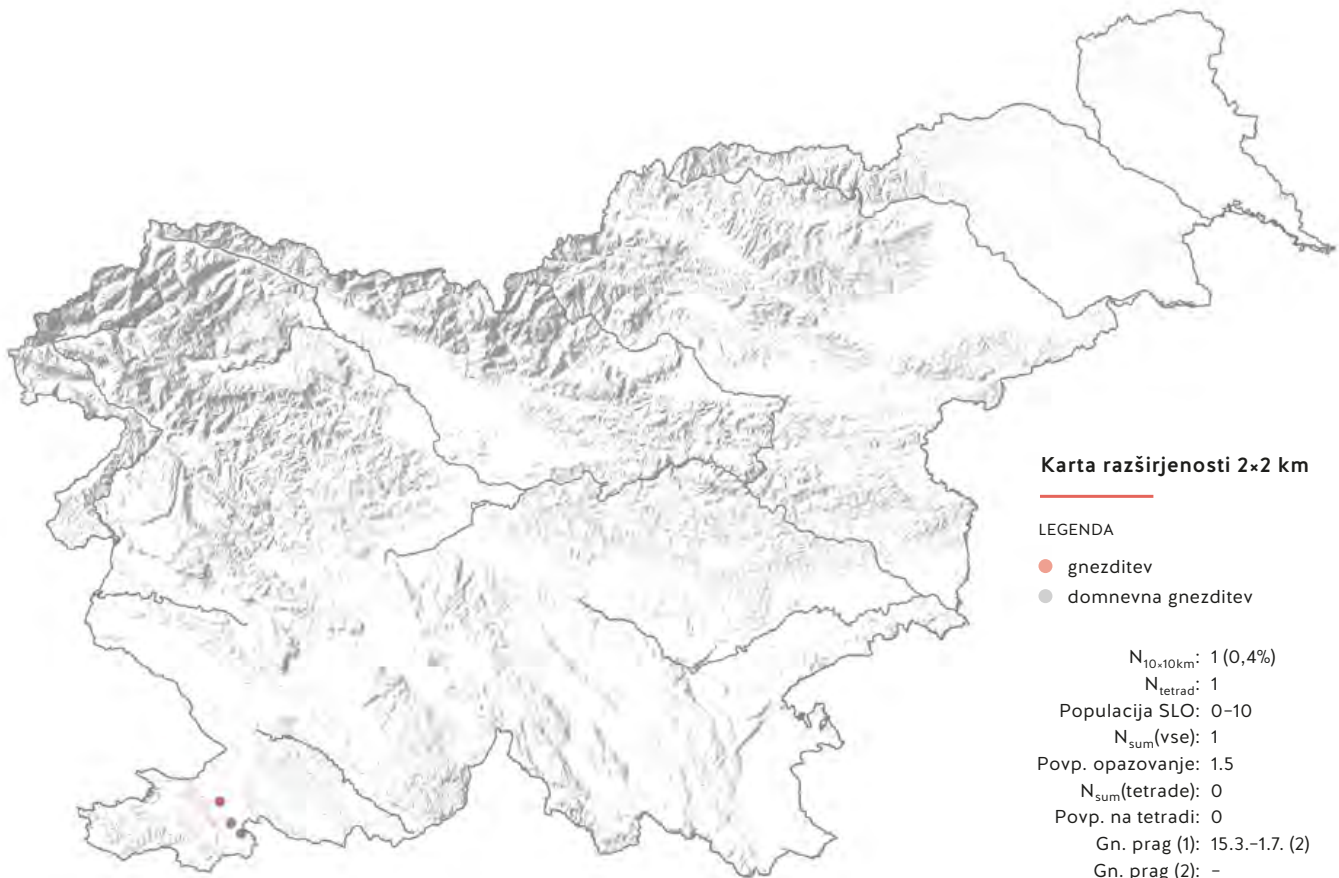 Karta razširjenosti 2×2 km
LEGENDA
gnezditev
domnevna gnezditev
N10×10km: 1 (0,4%)
Ntetrad: 1
Populacija SLO: 0–10
Nsum(vse): 1
Povp. opazovanje: 1.5
Nsum(tetrade): 0
Povp. na tetradi: 0
Gn. prag (1): 15.3.–1.7. (2)
Gn. prag (2): –